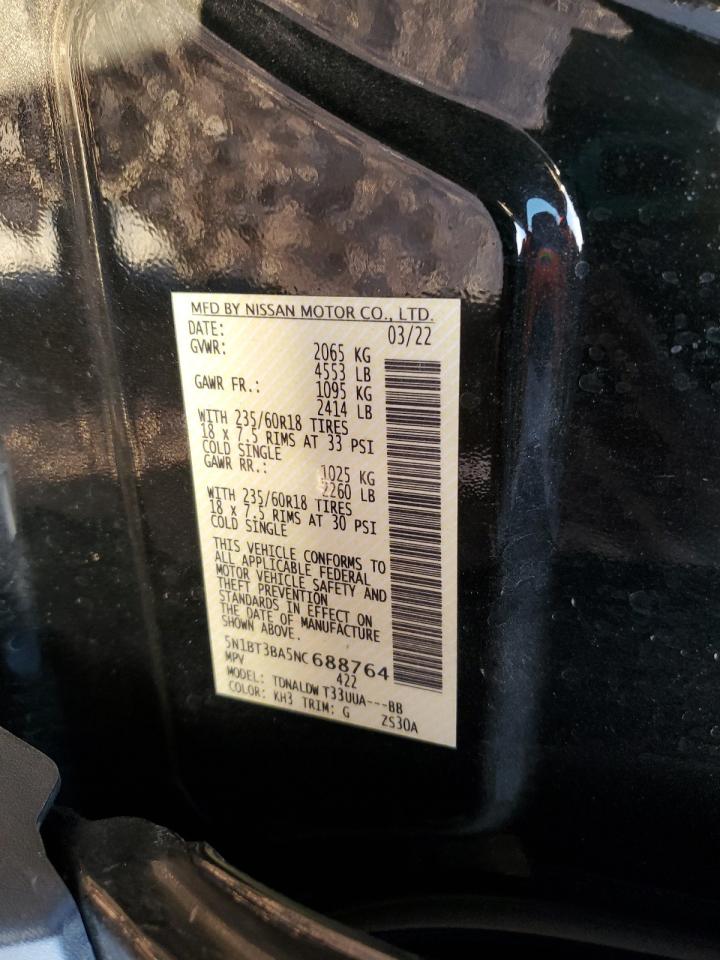 MFD BY NISSAN MOTOR CO., LTD.
DATE: 03/22
GVWR: 2065 KG
4553 LB
GAWR FR.: 1095 KG
2414 LB
WITH 235/60R18 TIRES
18 x 7.5 RIMS AT 33 PSI
COLD SINGLE
GAWR RR.: 1025 KG
2260 LB
WITH 235/60R18 TIRES
18 x 7.5 RIMS AT 30 PSI
COLD SINGLE
THIS VEHICLE CONFORMS TO
ALL APPLICABLE FEDERAL
MOTOR VEHICLE SAFETY AND
THEFT PREVENTION
STANDARDS IN EFFECT ON
THE DATE OF MANUFACTURE
SHOWN ABOVE.
5N1BT3BA5NC688764
MPV 422
MODEL: TDNALDW T33UUA---BB
COLOR: KH3 TRIM: G 2S30A